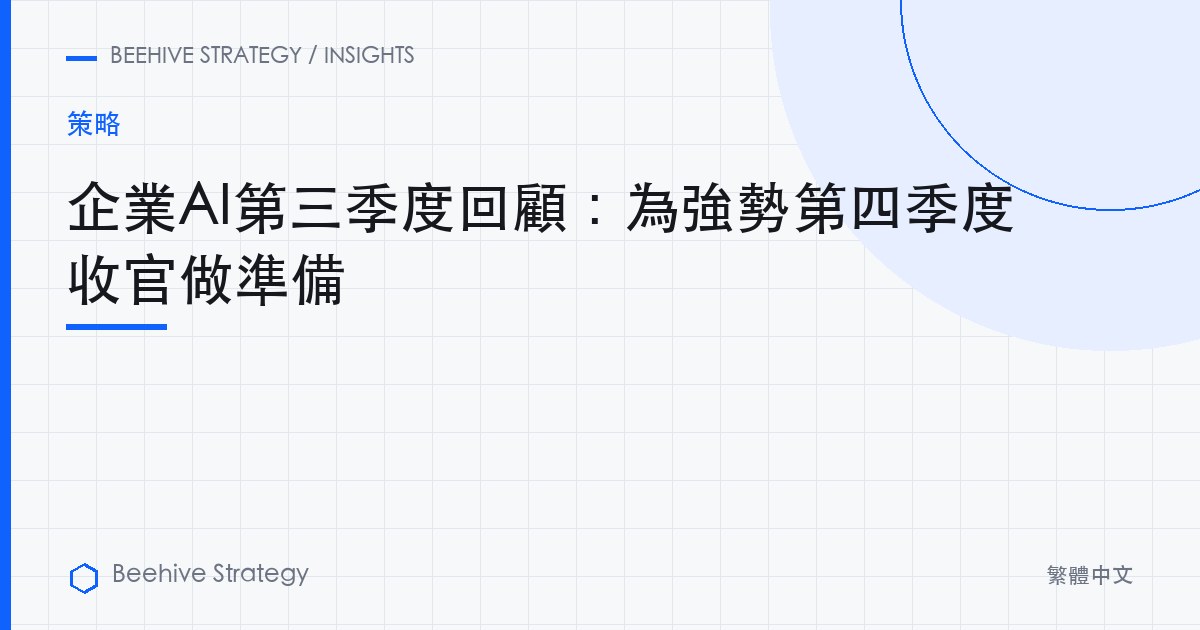 BEEHIVE STRATEGY / INSIGHTS
策略
企業AI第三季度回顧：為強勢第四季度
收官做準備
Beehive Strategy
繁體中文